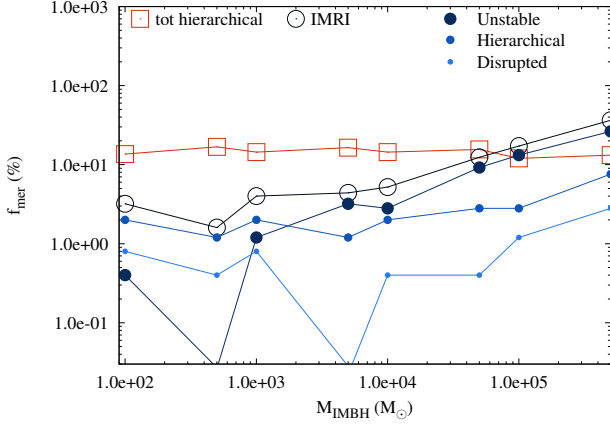 tot hierarchical
IMRI
Unstable
Hierarchical
Disrupted
1.0e+03
1.0e+02
1.0e+01
1.0e+00
1.0e-01
f_mer (%)
1.0e+02 1.0e+03 1.0e+04 1.0e+05
M_IMBH (M_☉)